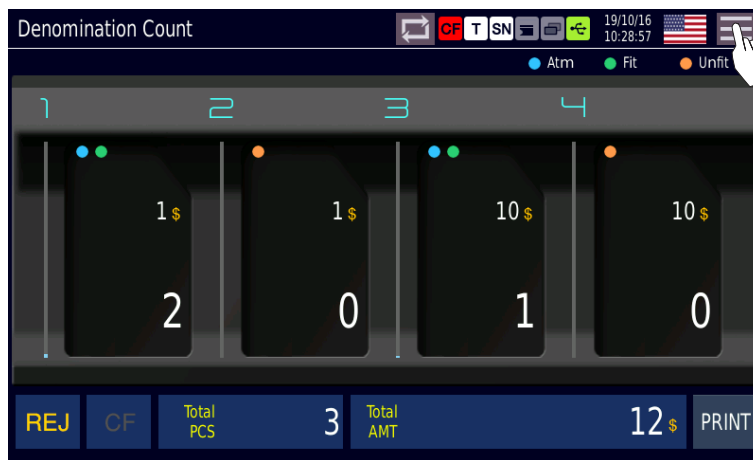 Denomination Count
CF T SN
19/10/16
10:28:57
Atm Fit Unfit
1 2 3 4
1 $ 1 $ 10 $ 10 $
2 0 1 0
REJ CF Total PCS 3 Total AMT 12 $ PRINT